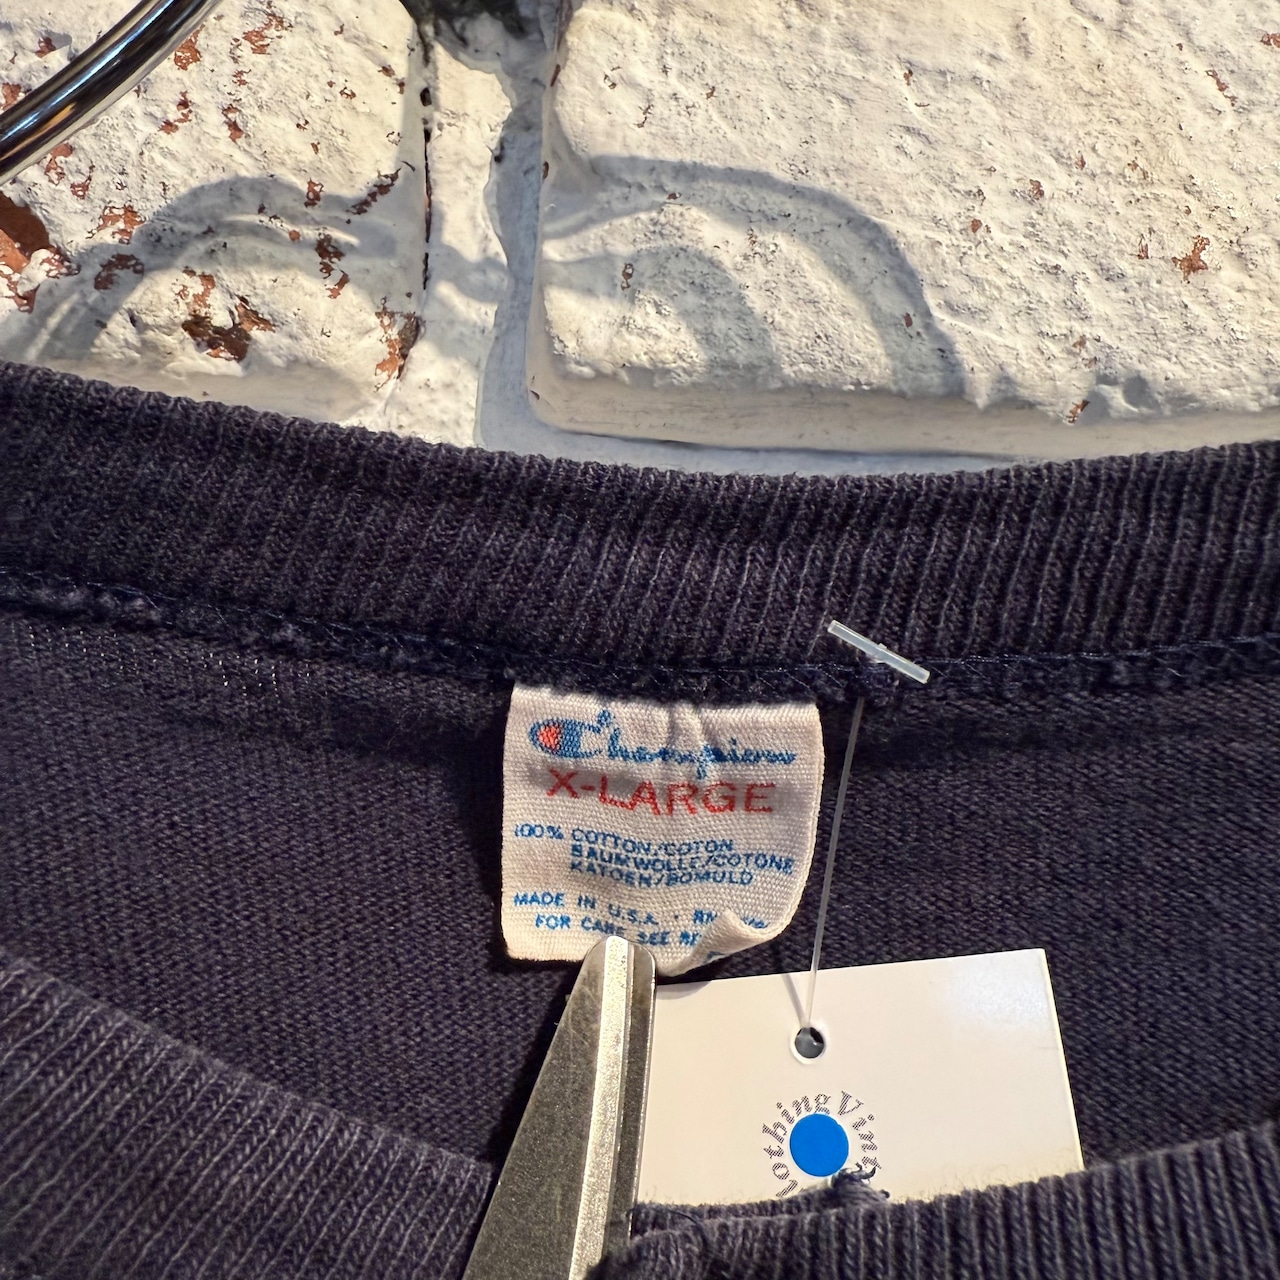 Champion
X-LARGE
100% COTTON/COTON
BAUMWOLLE/COTONE
KATOEN/BOMULD
MADE IN U.S.A.
FOR CARE SEE